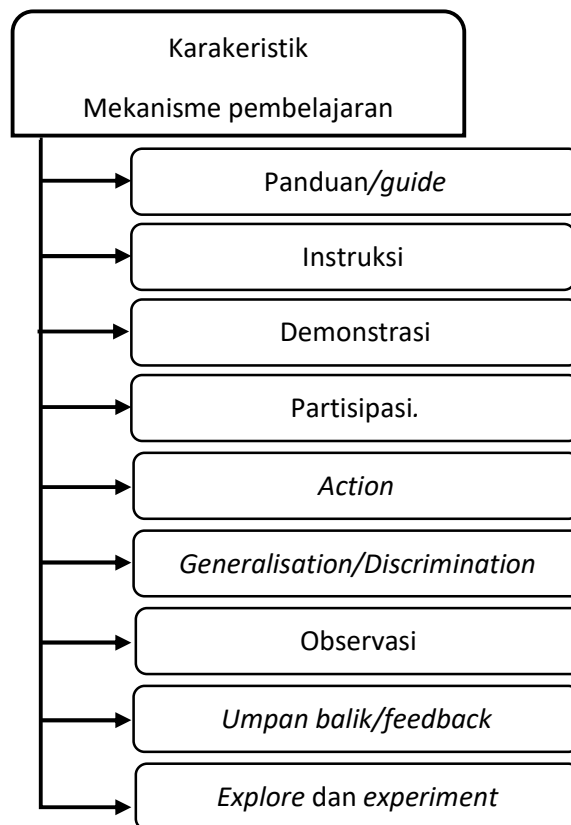 Karakeristik
Mekanisme pembelajaran
Panduan/guide
Instruksi
Demonstrasi
Partisipasi.
Action
Generalisation/Discrimination
Observasi
Umpan balik/feedback
Explore dan experiment